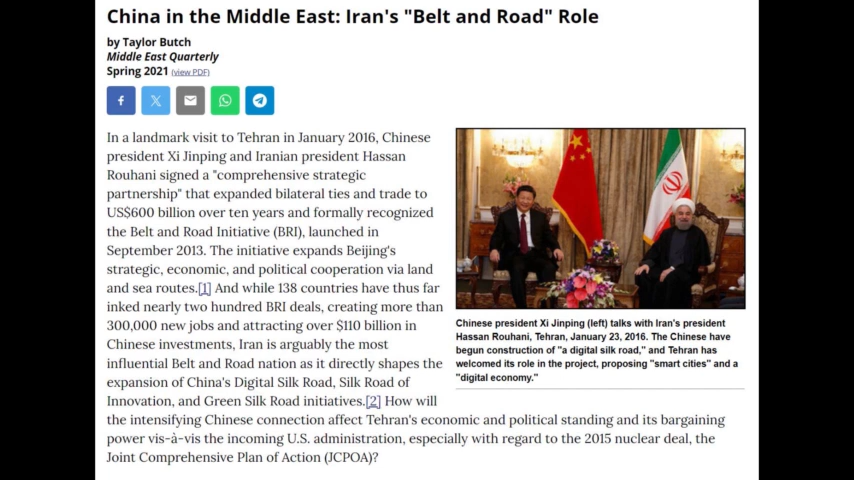 China in the Middle East: Iran's "Belt and Road" Role
by Taylor Butch
Middle East Quarterly
Spring 2021 (view PDF)
In a landmark visit to Tehran in January 2016, Chinese
president Xi Jinping and Iranian president Hassan
Rouhani signed a "comprehensive strategic
partnership" that expanded bilateral ties and trade to
US$600 billion over ten years and formally recognized
the Belt and Road Initiative (BRI), launched in
September 2013. The initiative expands Beijing's
strategic, economic, and political cooperation via land
and sea routes.[1] And while 138 countries have thus far
inked nearly two hundred BRI deals, creating more than
300,000 new jobs and attracting over $110 billion in
Chinese investments, Iran is arguably the most
influential Belt and Road nation as it directly shapes the
expansion of China's Digital Silk Road, Silk Road of
Innovation, and Green Silk Road initiatives.[2] How will
the intensifying Chinese connection affect Tehran's economic and political standing and its bargaining
power vis-à-vis the incoming U.S. administration, especially with regard to the 2015 nuclear deal, the
Joint Comprehensive Plan of Action (JCPOA)?
Chinese president Xi Jinping (left) talks with Iran's president
Hassan Rouhani, Tehran, January 23, 2016. The Chinese have
begun construction of "a digital silk road," and Tehran has
welcomed its role in the project, proposing "smart cities" and a
"digital economy."